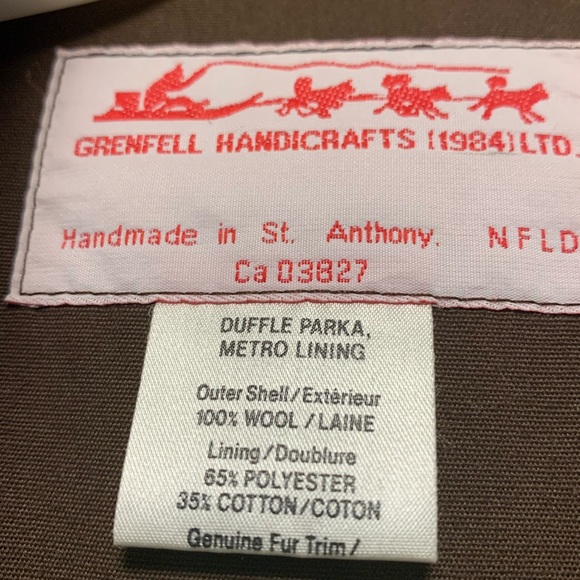 GRENFELL HANDICRAFTS (1984) LTD.
Handmade in St. Anthony. NFLD
Ca 03827
DUFFLE PARKA,
METRO LINING
Outer Shell/Extèrieur
100% WOOL/LAINE
Lining/Doublure
65% POLYESTER
35% COTTON/COTON
Genuine Fur Trim/